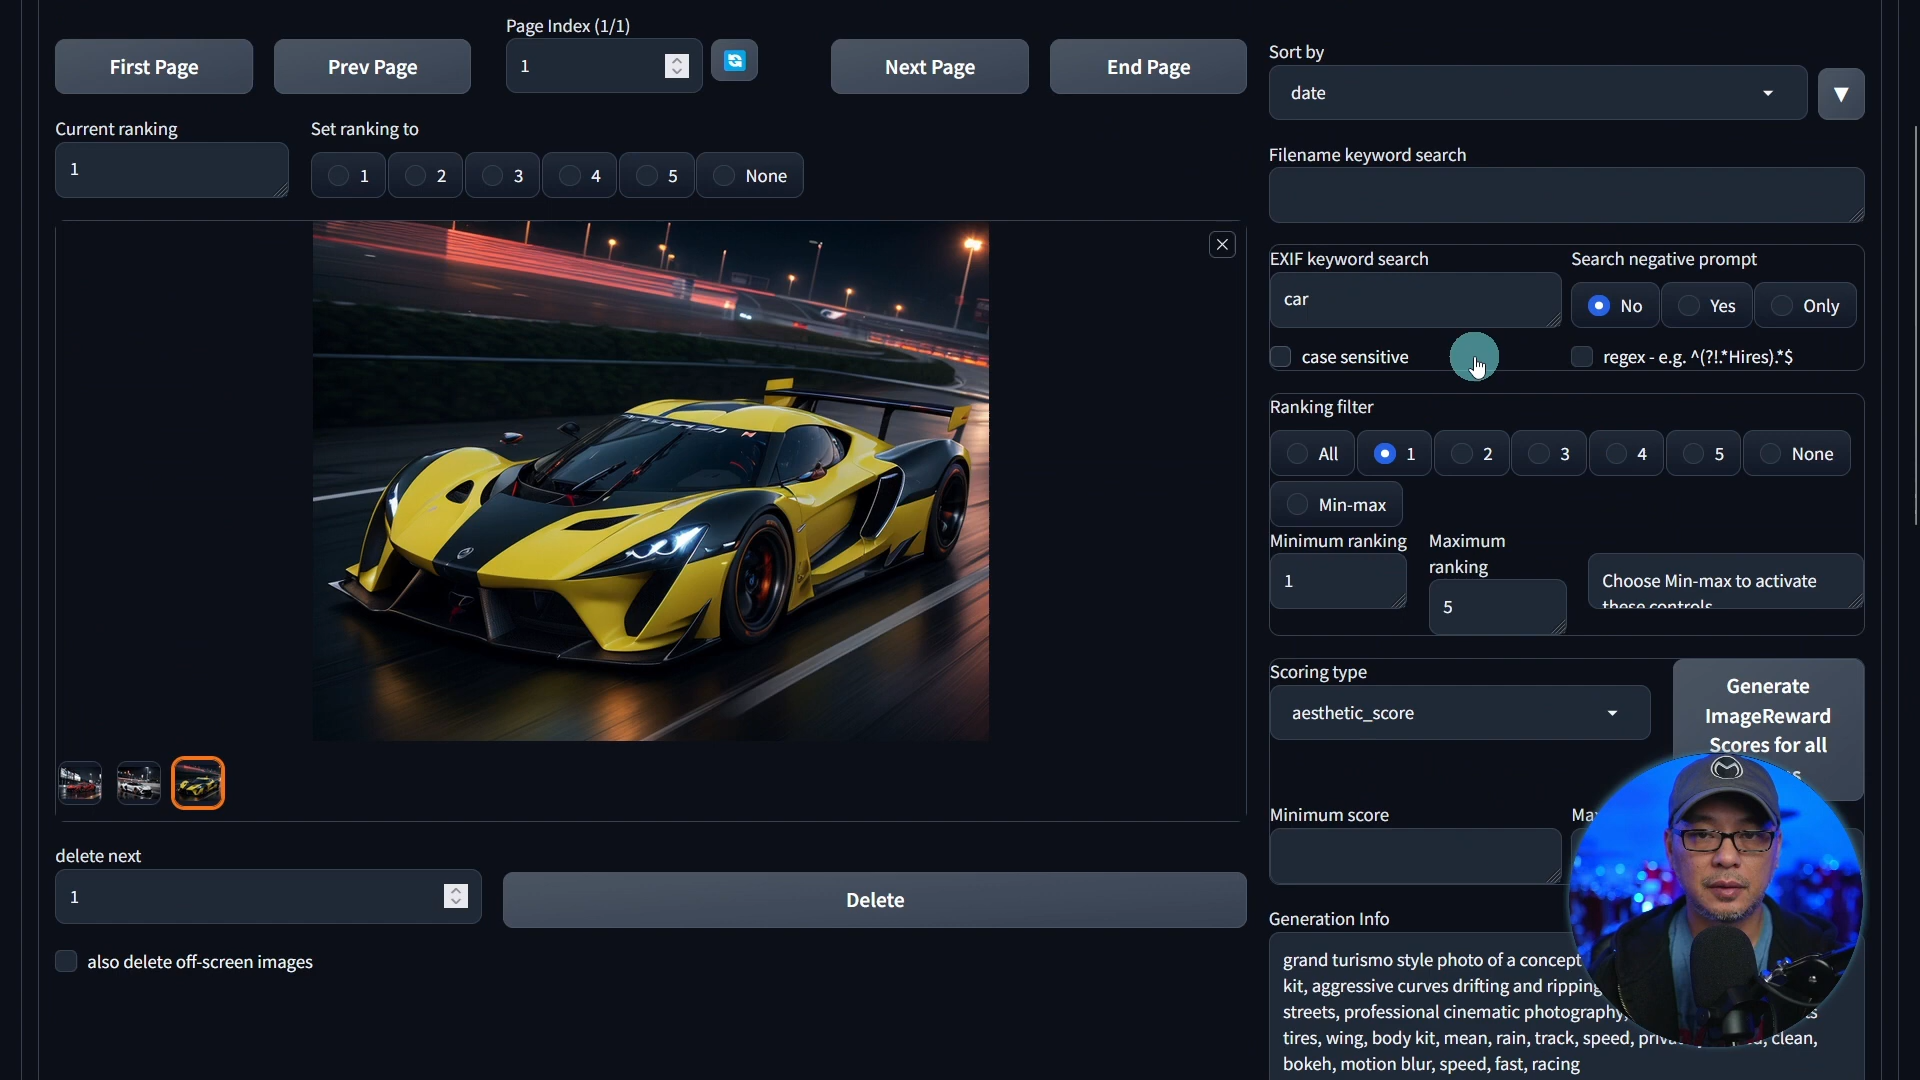 Page Index (1/1)
First Page
Prev Page
1
Next Page
End Page
Current ranking
Set ranking to
1
1
2
3
4
5
None
delete next
1
Delete
also delete off-screen images
Sort by
date
▼
Filename keyword search
EXIF keyword search
Search negative prompt
car
No
Yes
Only
case sensitive
regex - e.g. ^(?!.*Hires).*$
Ranking filter
All
1
2
3
4
5
None
Min-max
Minimum ranking
Maximum
ranking
1
5
Choose Min-max to activate
these controls
Scoring type
aesthetic_score
Generate
ImageReward
Scores for all
Minimum score
Generation Info
grand turismo style photo of a concept
kit, aggressive curves drifting and ripping
streets, professional cinematic photography,
tires, wing, body kit, mean, rain, track, speed, clean,
bokeh, motion blur, speed, fast, racing